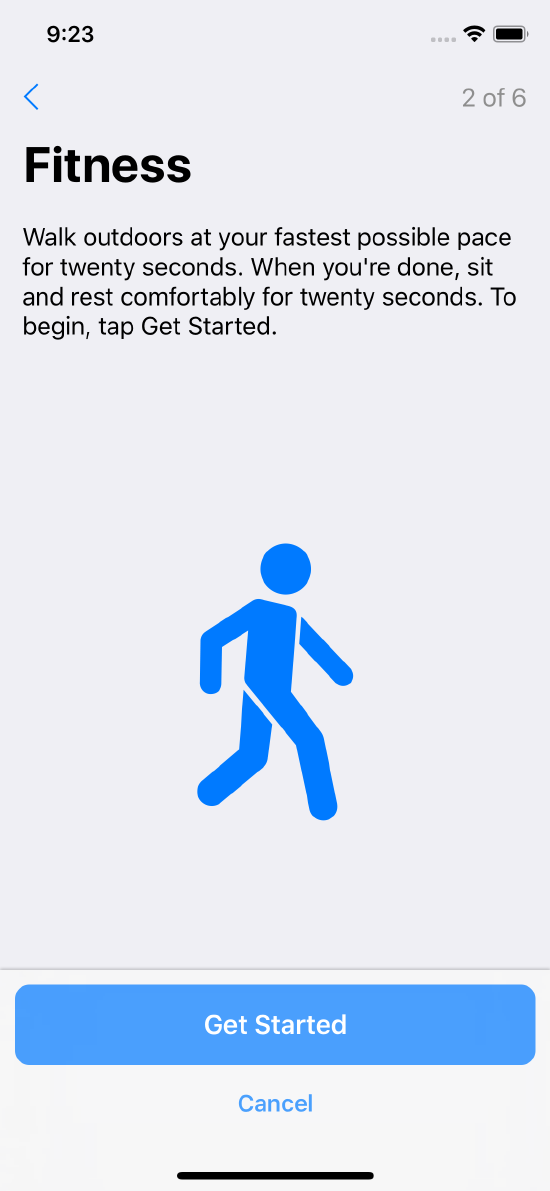 9:23
2 of 6
Fitness
Walk outdoors at your fastest possible pace
for twenty seconds. When you're done, sit
and rest comfortably for twenty seconds. To
begin, tap Get Started.
Get Started
Cancel